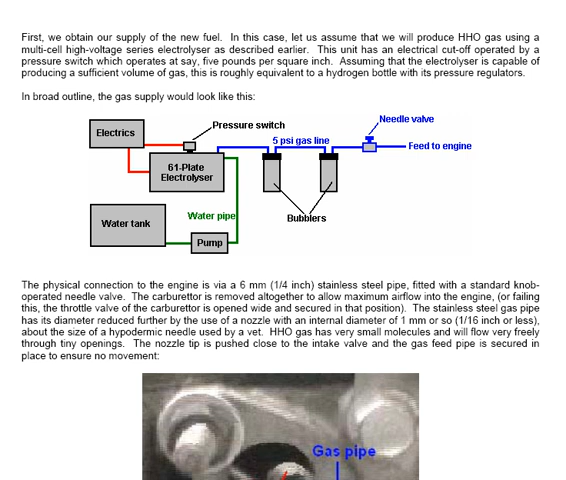 First, we obtain our supply of the new fuel.  In this case, let us assume that we will produce HHO gas using a
multi-cell high-voltage series electrolyser as described earlier.  This unit has an electrical cut-off operated by a
pressure switch which operates at say, five pounds per square inch.  Assuming that the electrolyser is capable of
producing a sufficient volume of gas, this is roughly equivalent to a hydrogen bottle with its pressure regulators.
In broad outline, the gas supply would look like this:
Electrics
Pressure switch
Needle valve
5 psi gas line
Feed to engine
61-Plate
Electrolyser
Water pipe
Bubblers
Water tank
Pump
The physical connection to the engine is via a 6 mm (1/4 inch) stainless steel pipe, fitted with a standard knob-
operated needle valve.  The carburettor is removed altogether to allow maximum airflow into the engine, (or failing
this, the throttle valve of the carburettor is opened wide and secured in that position).  The stainless steel gas pipe
has its diameter reduced further by the use of a nozzle with an internal diameter of 1 mm or so (1/16 inch or less),
about the size of a hypodermic needle used by a vet.  HHO gas has very small molecules and will flow very freely
through tiny openings.  The nozzle tip is pushed close to the intake valve and the gas feed pipe is secured in
place to ensure no movement:
Gas pipe